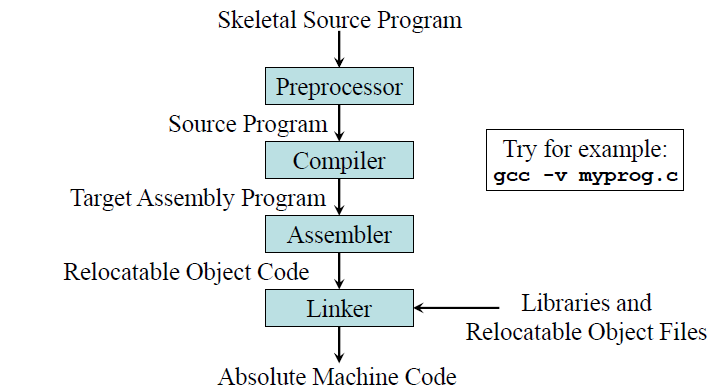 Skeletal Source Program
Preprocessor
Source Program
Compiler
Try for example:
gcc -v myprog.c
Target Assembly Program
Assembler
Relocatable Object Code
Linker
Libraries and
Relocatable Object Files
Absolute Machine Code